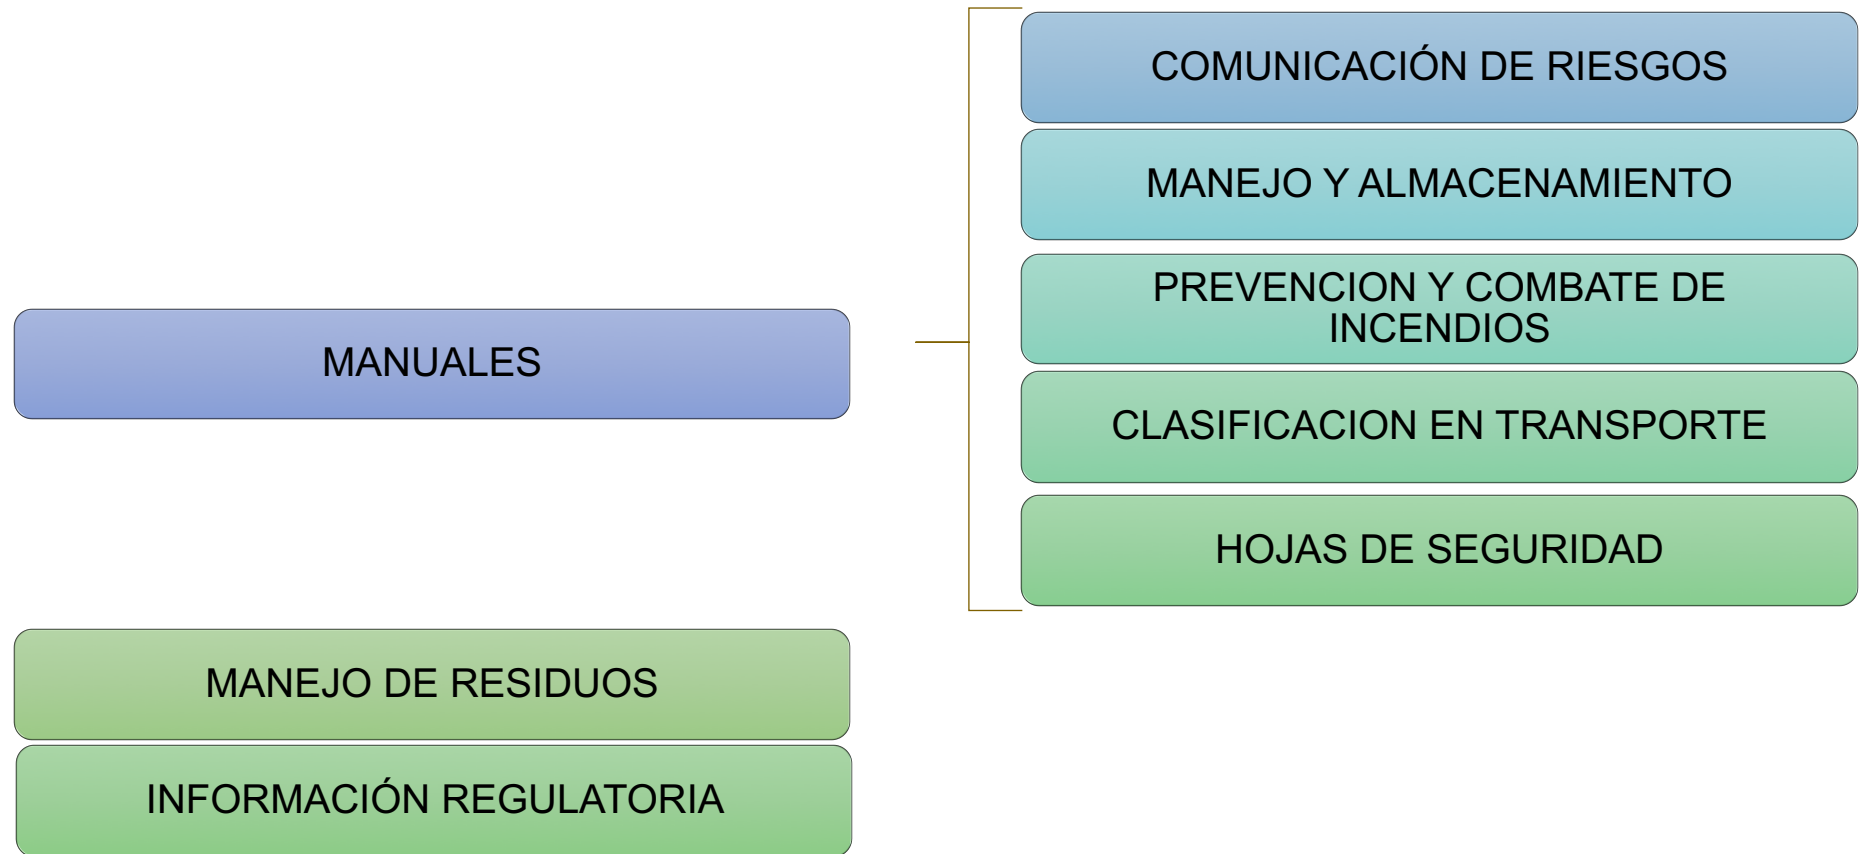 MANUALES
COMUNICACIÓN DE RIESGOS
MANEJO Y ALMACENAMIENTO
PREVENCION Y COMBATE DE
INCENDIOS
CLASIFICACION EN TRANSPORTE
HOJAS DE SEGURIDAD
MANEJO DE RESIDUOS
INFORMACIÓN REGULATORIA